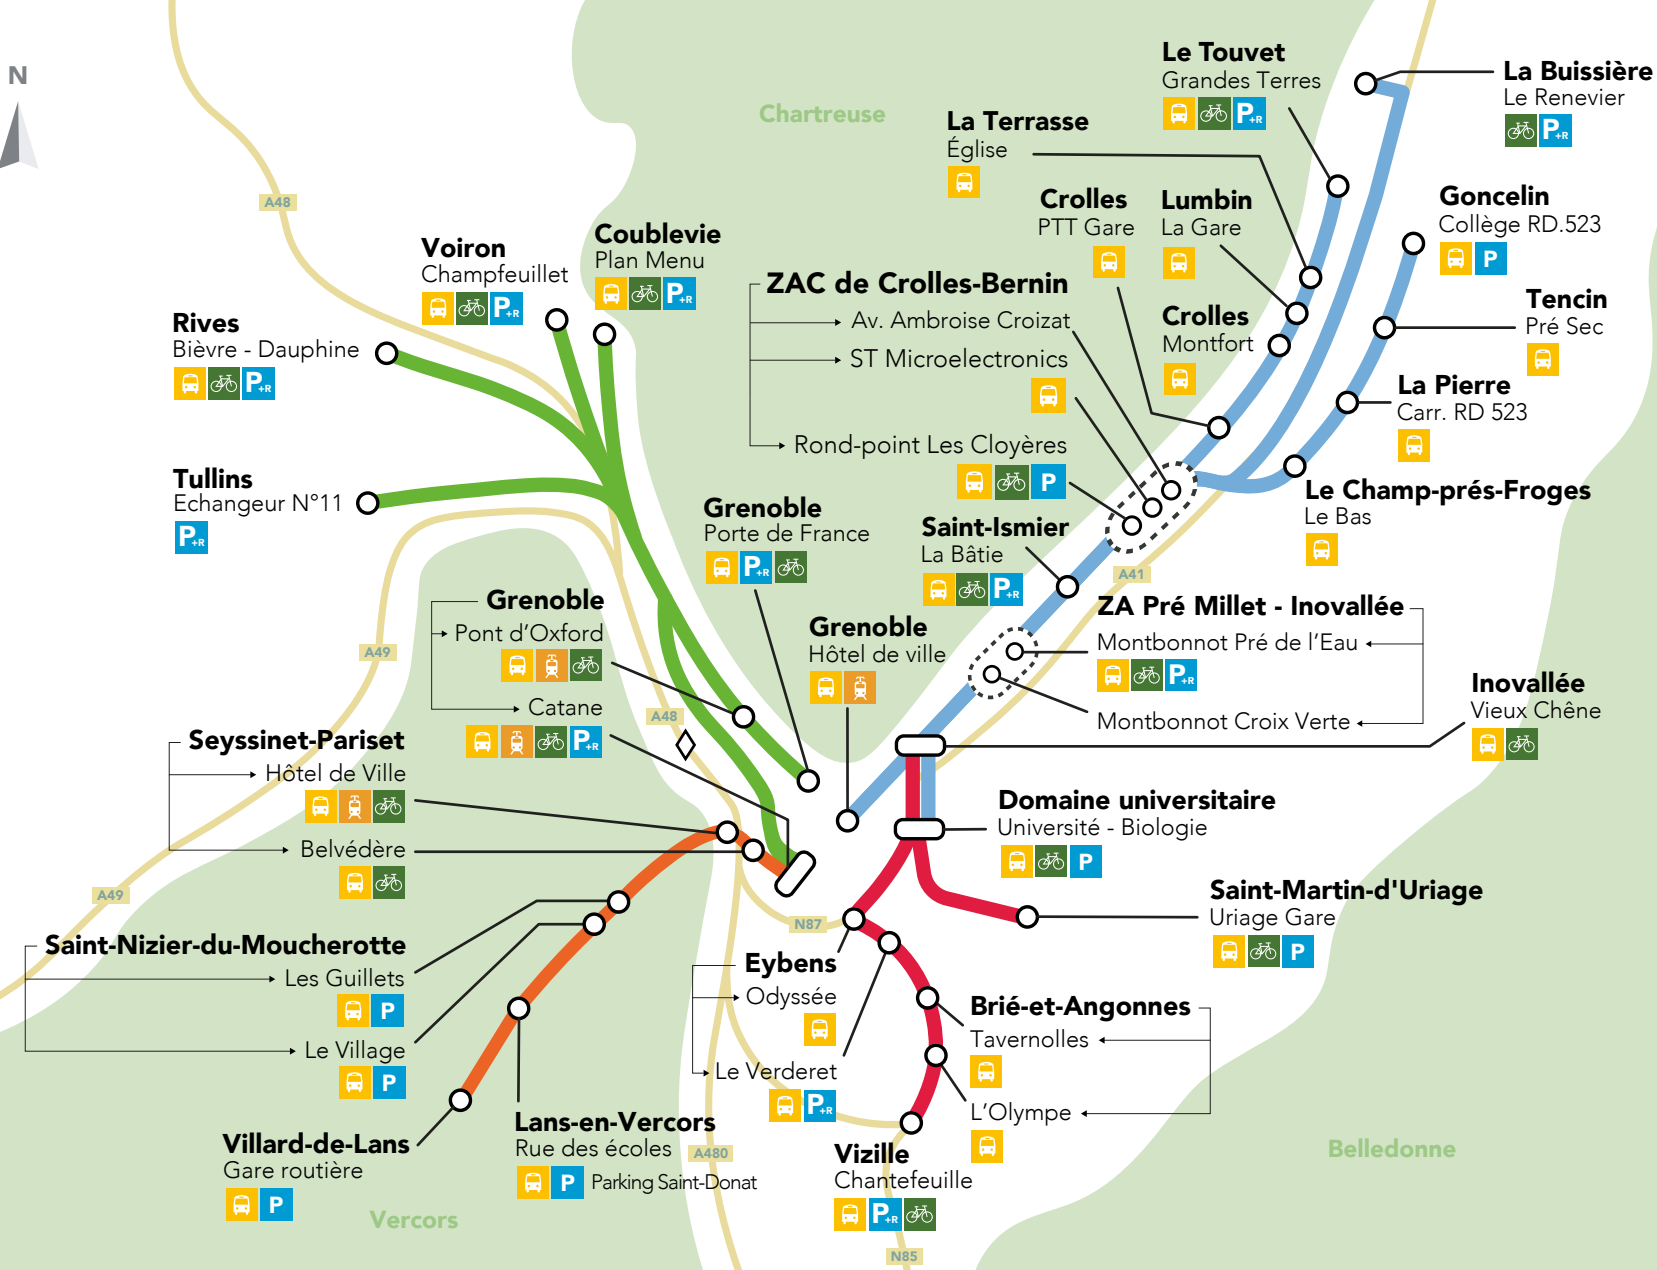 N
Chartreuse
A48
Le Touvet
Grandes Terres
P+R
La Buissière
Le Renevier
P+R
La Terrasse
Église
Crolles
PTT Gare
Lumbin
La Gare
Goncelin
Collège RD.523
P
Voiron
Champfeuillet
P+R
Coublevie
Plan Menu
P+R
ZAC de Crolles-Bernin
Av. Ambroise Croizat
ST Microelectronics
Rond-point Les Cloyères
P
Crolles
Montfort
Tencin
Pré Sec
Rives
Bièvre - Dauphine
P+R
La Pierre
Carr. RD 523
Tullins
Echangeur N°11
P+R
Le Champ-prés-Froges
Le Bas
Grenoble
Porte de France
P+R
Saint-Ismier
La Bâtie
P+R
A41
Grenoble
Pont d'Oxford
Catane
P+R
A49
A48
Grenoble
Hôtel de ville
ZA Pré Millet - Inovallée
Montbonnot Pré de l'Eau
P+R
Montbonnot Croix Verte
Inovallée
Vieux Chêne
Seyssinet-Pariset
Hôtel de Ville
Belvédère
Domaine universitaire
Université - Biologie
P
A49
N87
Saint-Martin-d'Uriage
Uriage Gare
P
Saint-Nizier-du-Moucherotte
Les Guillets
P
Le Village
P
Eybens
Odyssée
Le Verderet
P+R
Brié-et-Angonnes
Tavernolles
L'Olympe
Villard-de-Lans
Gare routière
P
Lans-en-Vercors
Rue des écoles
P Parking Saint-Donat
A480
Vizille
Chantefeuille
P+R
Belledonne
Vercors
N85